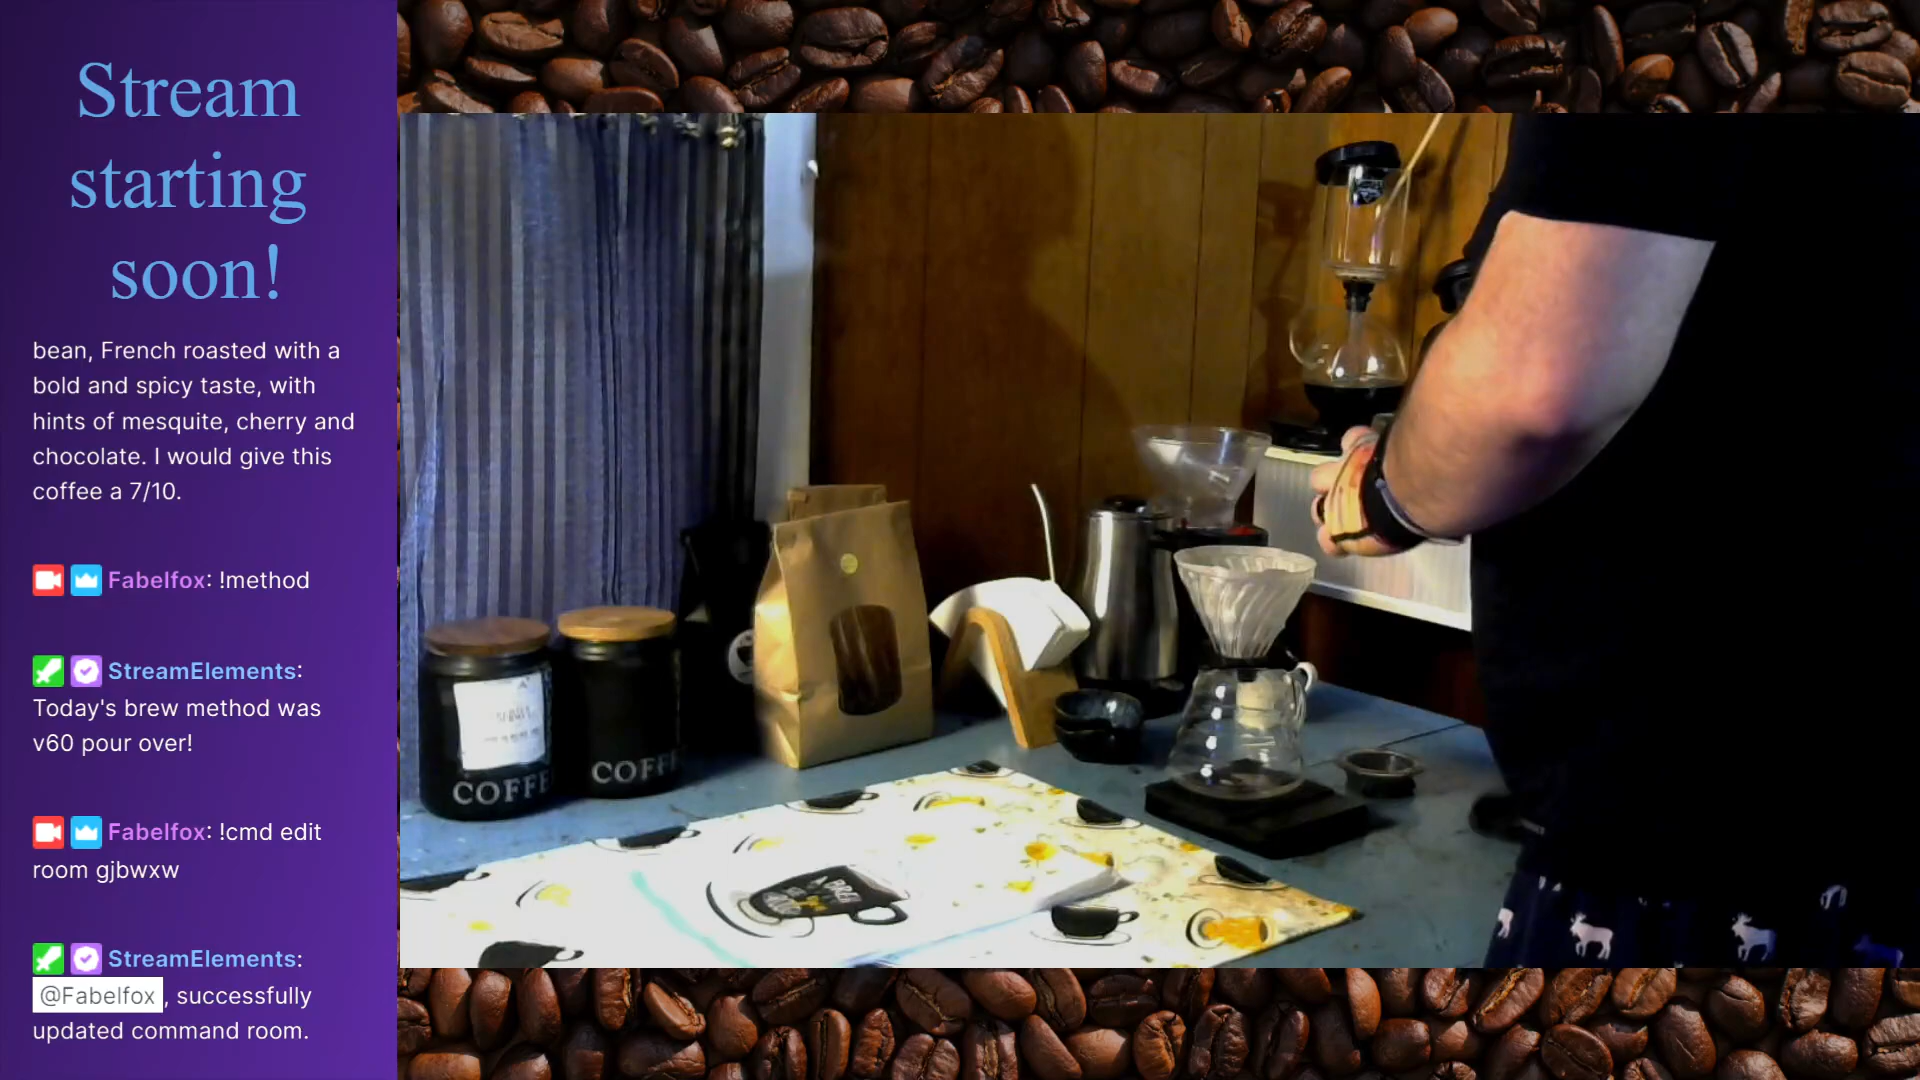 Stream
starting
soon!
bean, French roasted with a
bold and spicy taste, with
hints of mesquite, cherry and
chocolate. I would give this
coffee a 7/10.
Fabelfox: !method
StreamElements:
Today's brew method was
v60 pour over!
Fabelfox: !cmd edit
room gjbwxw
StreamElements:
@Fabelfox, successfully
updated command room.
COFFE
COFF